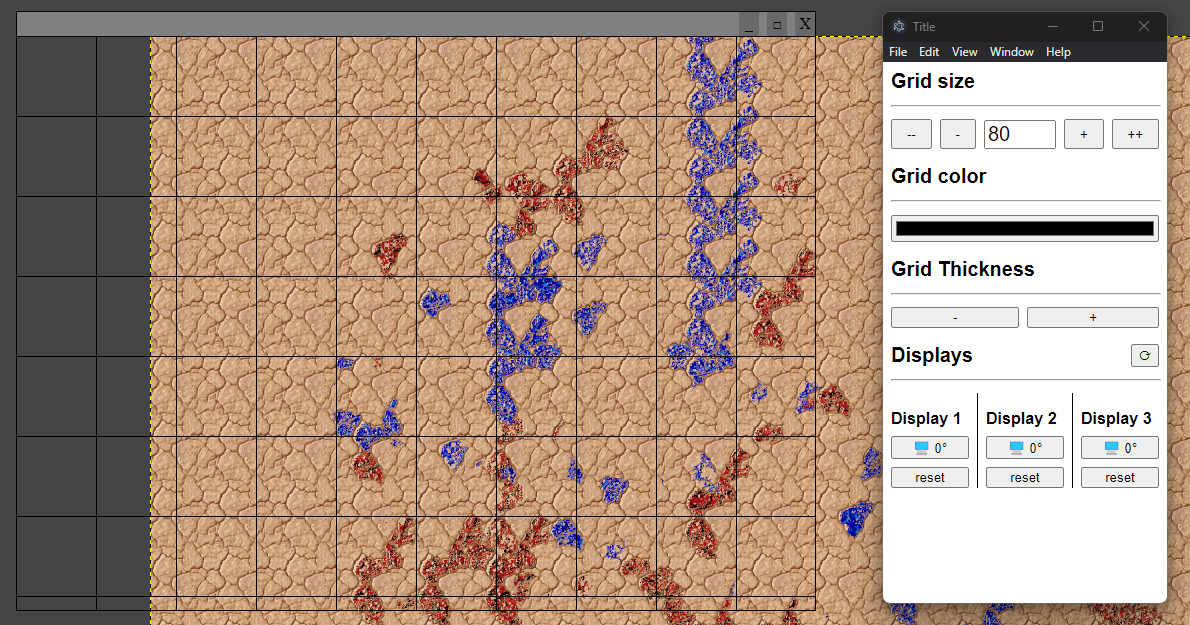 _ □ X
Title
File Edit View Window Help
Grid size
-- - 80 + ++
Grid color
Grid Thickness
- +
Displays ⟳
Display 1 Display 2 Display 3
0° 0° 0°
reset reset reset